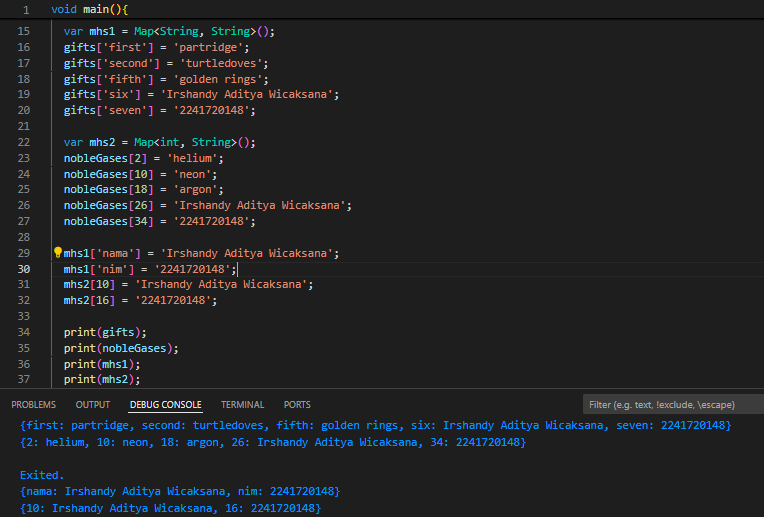 1 void main(){
15 var mhs1 = Map<String, String>();
16 gifts['first'] = 'partridge';
17 gifts['second'] = 'turtledoves';
18 gifts['fifth'] = 'golden rings';
19 gifts['six'] = 'Irshandy Aditya Wicaksana';
20 gifts['seven'] = '2241720148';
21
22 var mhs2 = Map<int, String>();
23 nobleGases[2] = 'helium';
24 nobleGases[10] = 'neon';
25 nobleGases[18] = 'argon';
26 nobleGases[26] = 'Irshandy Aditya Wicaksana';
27 nobleGases[34] = '2241720148';
28
29 mhs1['nama'] = 'Irshandy Aditya Wicaksana';
30 mhs1['nim'] = '2241720148';
31 mhs2[10] = 'Irshandy Aditya Wicaksana';
32 mhs2[16] = '2241720148';
33
34 print(gifts);
35 print(nobleGases);
36 print(mhs1);
37 print(mhs2);
PROBLEMS OUTPUT DEBUG CONSOLE TERMINAL PORTS Filter (e.g. text, !exclude, \escape)
{first: partridge, second: turtledoves, fifth: golden rings, six: Irshandy Aditya Wicaksana, seven: 2241720148}
{2: helium, 10: neon, 18: argon, 26: Irshandy Aditya Wicaksana, 34: 2241720148}
Exited.
{nama: Irshandy Aditya Wicaksana, nim: 2241720148}
{10: Irshandy Aditya Wicaksana, 16: 2241720148}